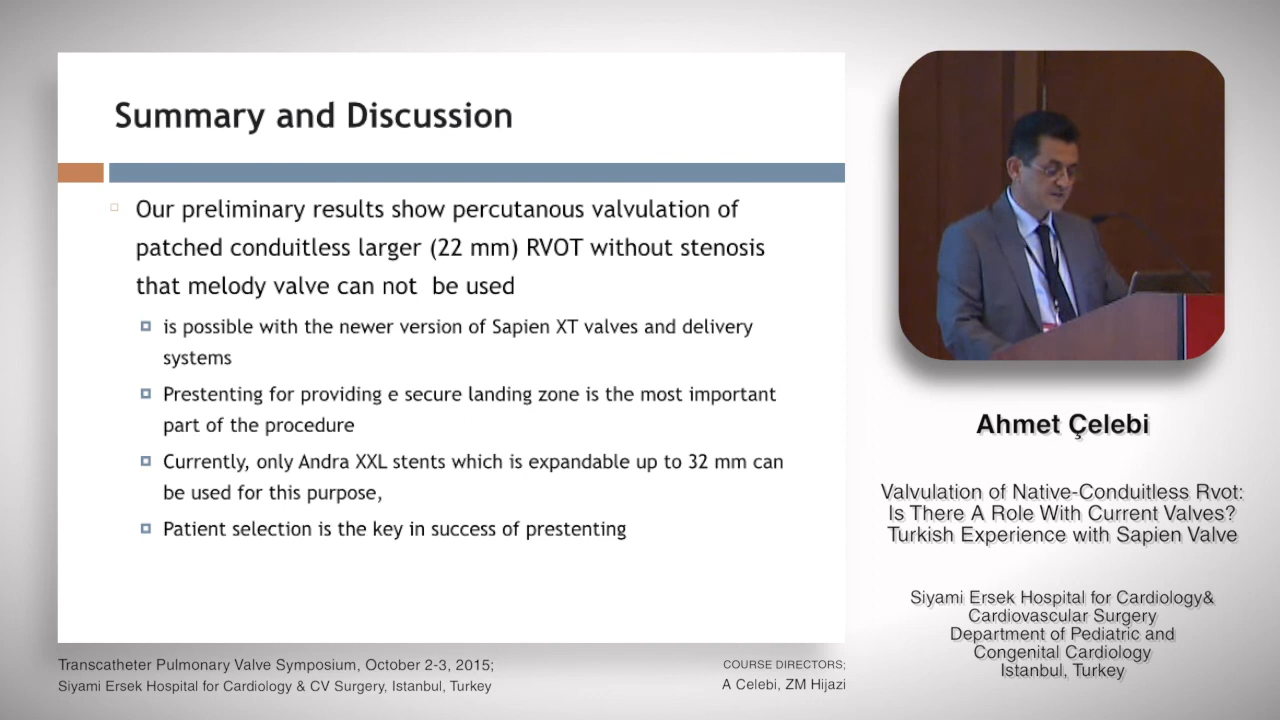 Summary and Discussion
Our preliminary results show percutanous valvulation of
patched conduitless larger (22 mm) RVOT without stenosis
that melody valve can not be used
is possible with the newer version of Sapien XT valves and delivery
systems
Prestenting for providing e secure landing zone is the most important
part of the procedure
Currently, only Andra XXL stents which is expandable up to 32 mm can
be used for this purpose,
Patient selection is the key in success of prestenting
Ahmet Çelebi
Valvulation of Native-Conduitless Rvot:
Is There A Role With Current Valves?
Turkish Experience with Sapien Valve
Siyami Ersek Hospital for Cardiology&
Cardiovascular Surgery
Department of Pediatric and
Congenital Cardiology
Istanbul, Turkey
Transcatheter Pulmonary Valve Symposium, October 2-3, 2015;
Siyami Ersek Hospital for Cardiology & CV Surgery, Istanbul, Turkey
COURSE DIRECTORS;
A Celebi, ZM Hijazi